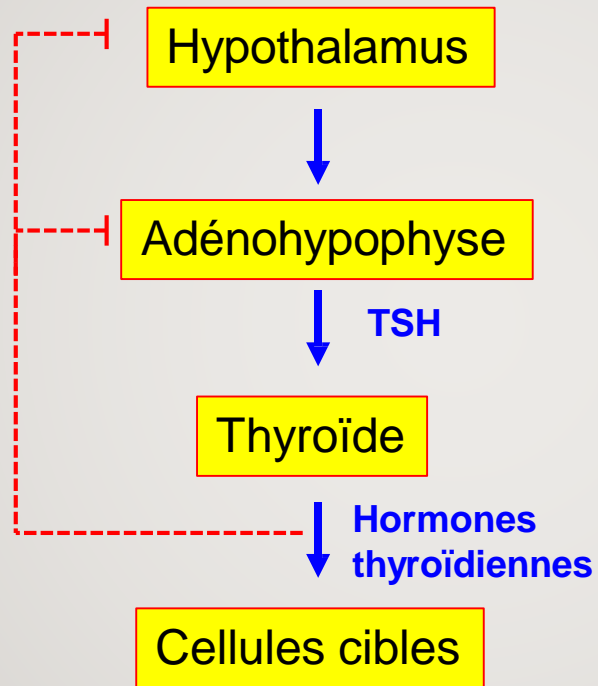 Hypothalamus
Adénohypophyse
TSH
Thyroïde
Hormones
thyroïdiennes
Cellules cibles